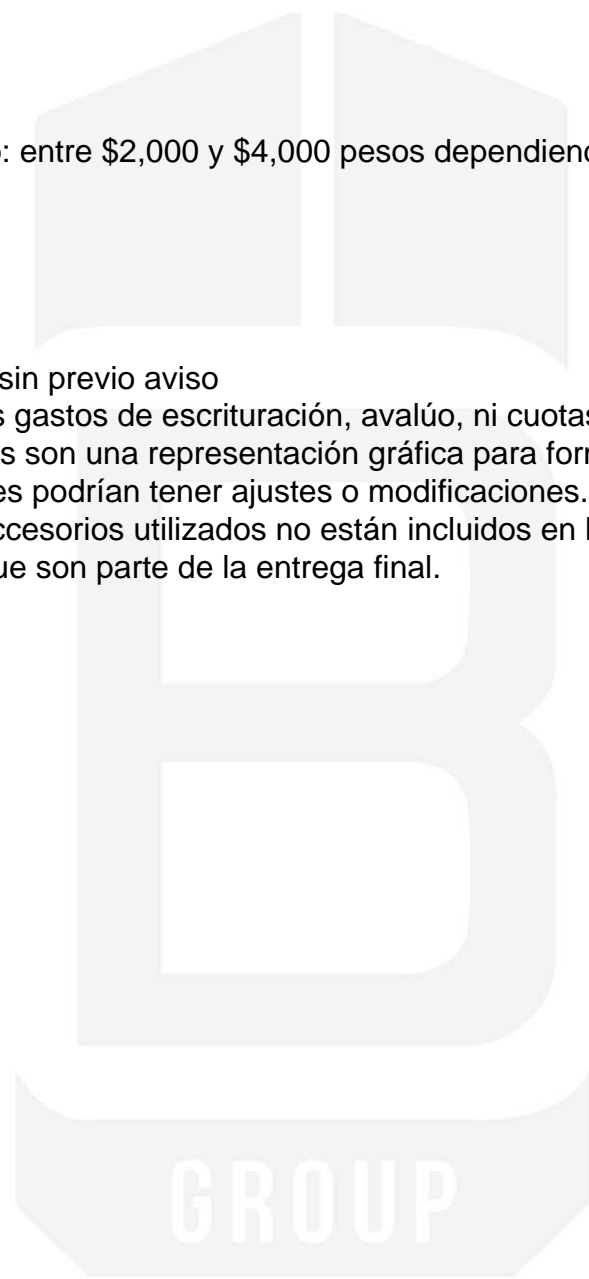 o: entre $2,000 y $4,000 pesos dependiend
sin previo aviso
s gastos de escrituración, avalúo, ni cuotas
s son una representación gráfica para for
es podrían tener ajustes o modificaciones.
ccesorios utilizados no están incluidos en
ue son parte de la entrega final.
B
GROUP